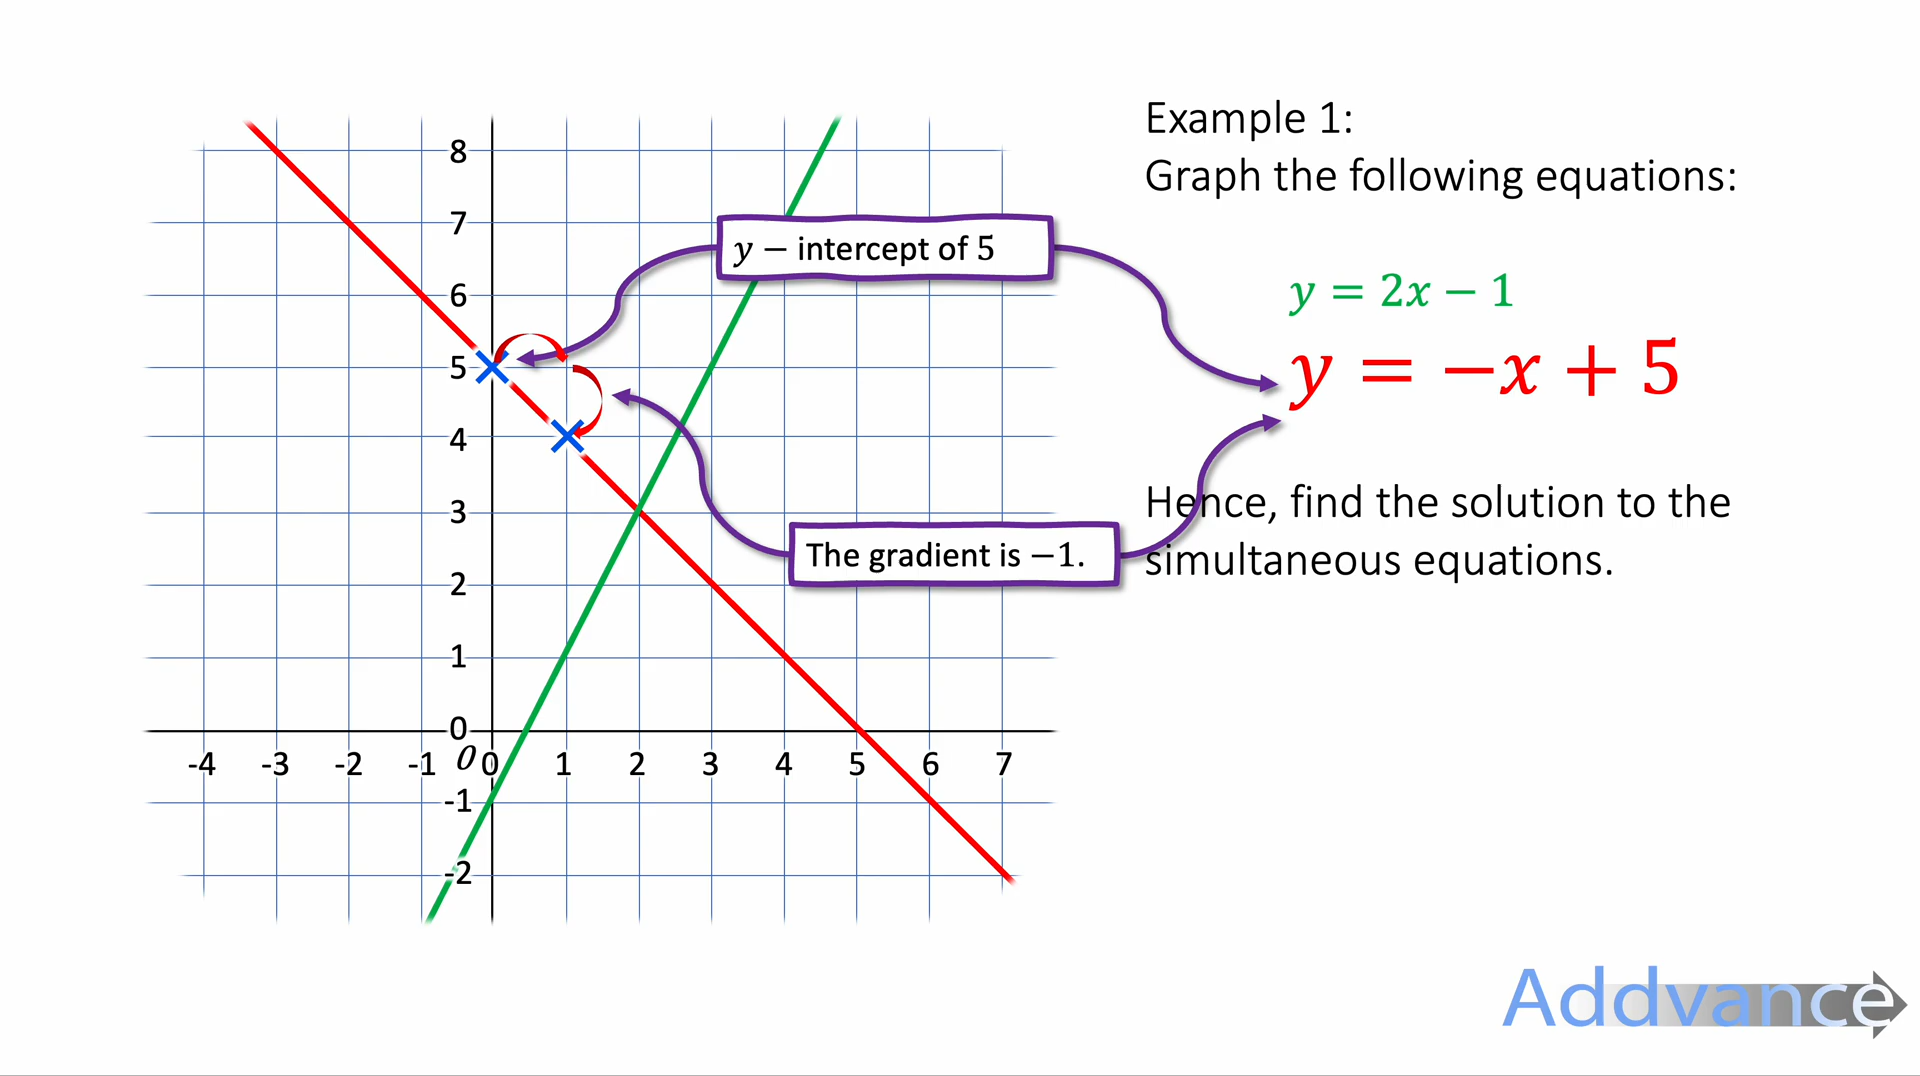 Example 1:
Graph the following equations:
y = 2x − 1
y = −x + 5
Hence, find the solution to the
simultaneous equations.
y − intercept of 5
The gradient is −1.
8
7
6
5
4
3
2
1
0
-1
-2
O
-4 -3 -2 -1 0 1 2 3 4 5 6 7
Addvance